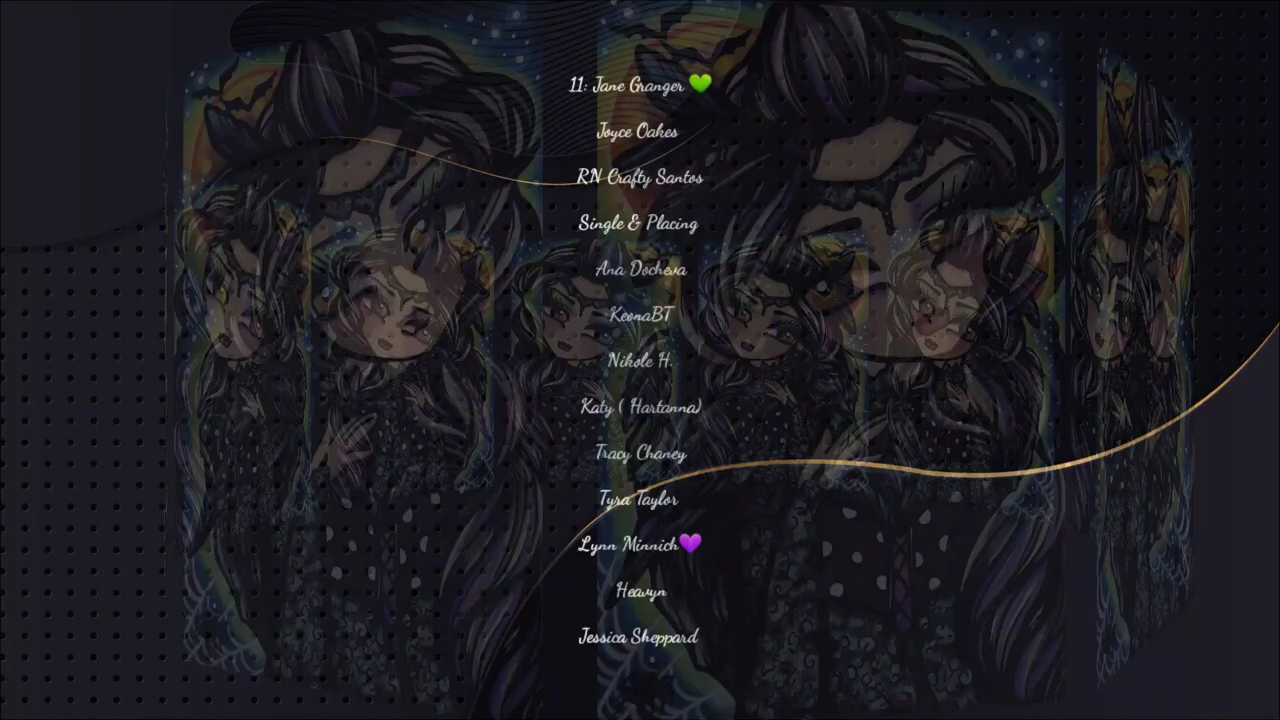 11: Jane Granger 💚
Joyce Oakes
RN Crafty Santos
Single & Placing
Ana Docheva
KeonaBT
Nikole H.
Katy ( Hartanna)
Tracy Chaney
Tyra Taylor
Lynn Minnich💜
Heavyn
Jessica Sheppard